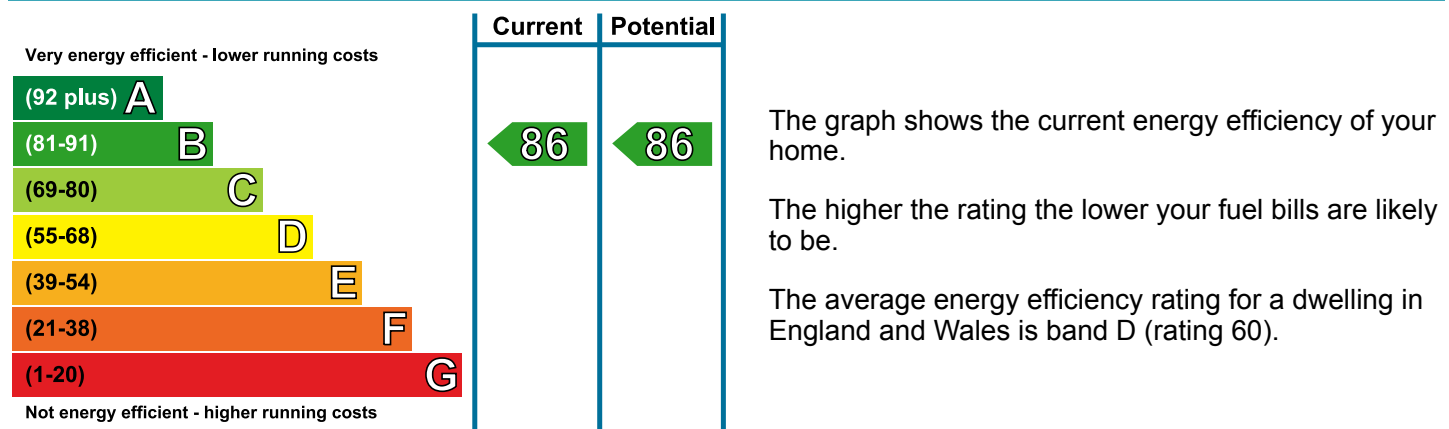 Current Potential
Very energy efficient - lower running costs
(92 plus) A
(81-91) B
86 86
(69-80) C
(55-68) D
(39-54) E
(21-38) F
(1-20) G
Not energy efficient - higher running costs
The graph shows the current energy efficiency of your
home.
The higher the rating the lower your fuel bills are likely
to be.
The average energy efficiency rating for a dwelling in
England and Wales is band D (rating 60).